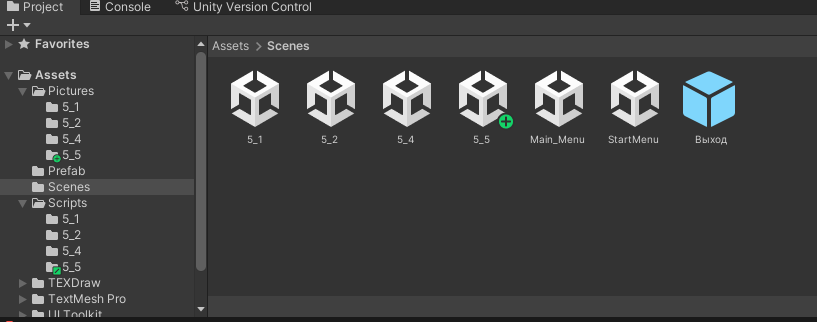 Project Console Unity Version Control
Favorites
Assets
Pictures
5_1
5_2
5_4
5_5
Prefab
Scenes
Scripts
5_1
5_2
5_4
5_5
TEXDraw
TextMesh Pro
UI Toolkit
Assets > Scenes
5_1 5_2 5_4 5_5 Main_Menu StartMenu Выход